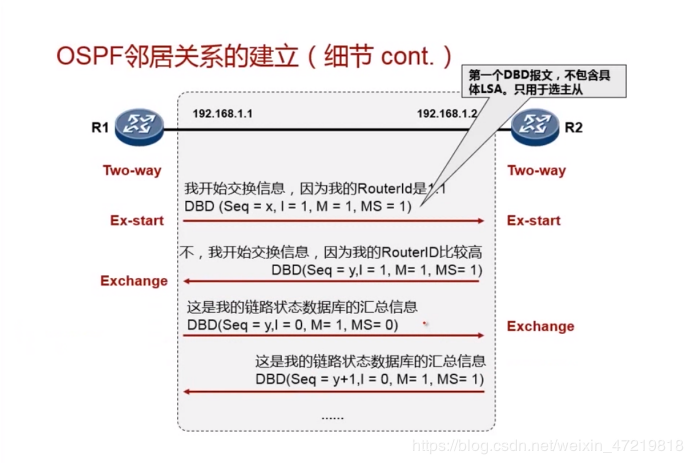 OSPF邻居关系的建立（细节 cont.）
第一个DBD报文，不包含具
体LSA。只用于选主从
192.168.1.1
192.168.1.2
R1
R2
Two-way
Two-way
我开始交换信息，因为我的RouterId是1.1
DBD (Seq = x, I = 1, M = 1, MS = 1)
Ex-start
Ex-start
不，我开始交换信息，因为我的RouterID比较高
DBD(Seq = y,I = 1, M= 1, MS= 1)
Exchange
这是我的链路状态数据库的汇总信息
DBD(Seq = y,I = 0, M= 1, MS= 0)
Exchange
这是我的链路状态数据库的汇总信息
DBD(Seq = y+1,I = 0, M= 1, MS= 1)
......
https://blog.csdn.net/weixin_47219818